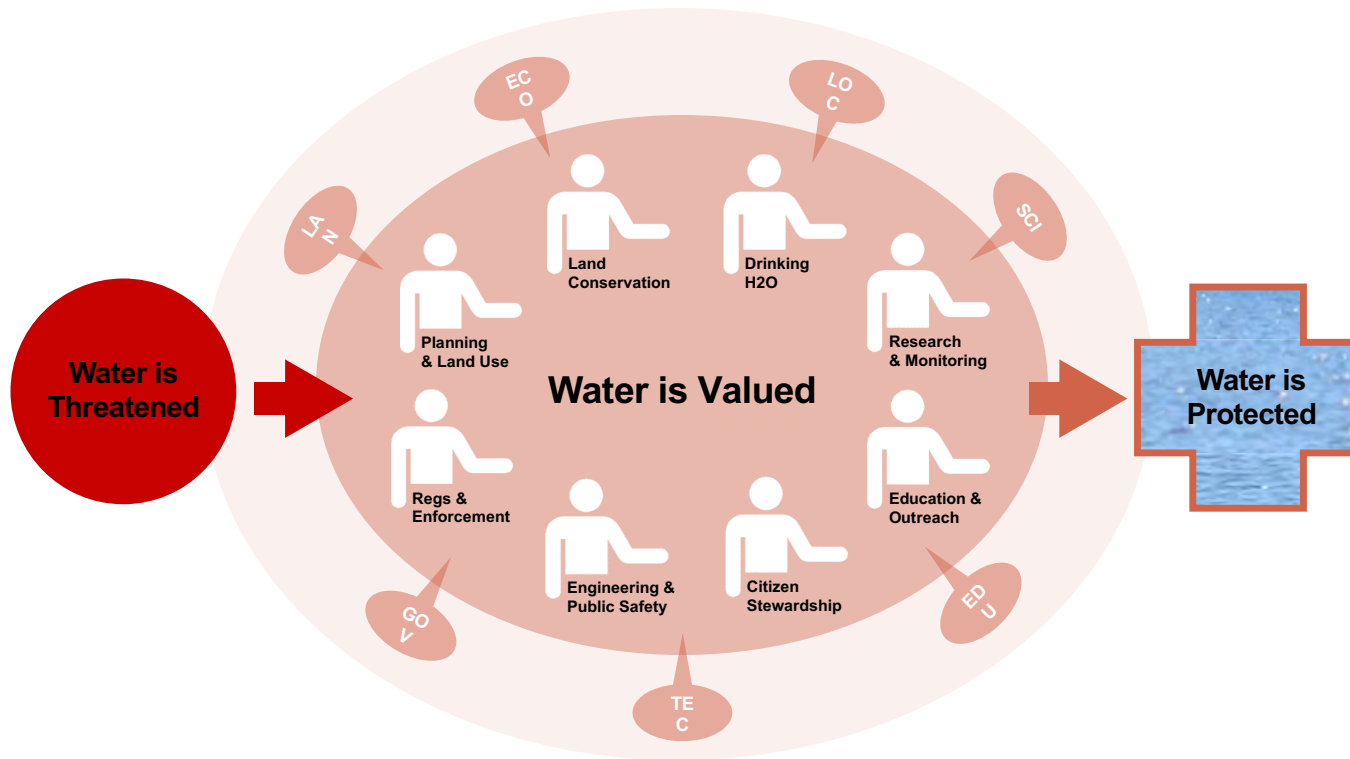 EC
O
LO
C
LA
N
SCI
Land
Conservation
Drinking
H2O
Planning
& Land Use
Research
& Monitoring
Water is
Threatened
Water is Valued
Water is
Protected
Regs &
Enforcement
Education &
Outreach
Engineering &
Public Safety
Citizen
Stewardship
GO
V
ED
U
TE
C